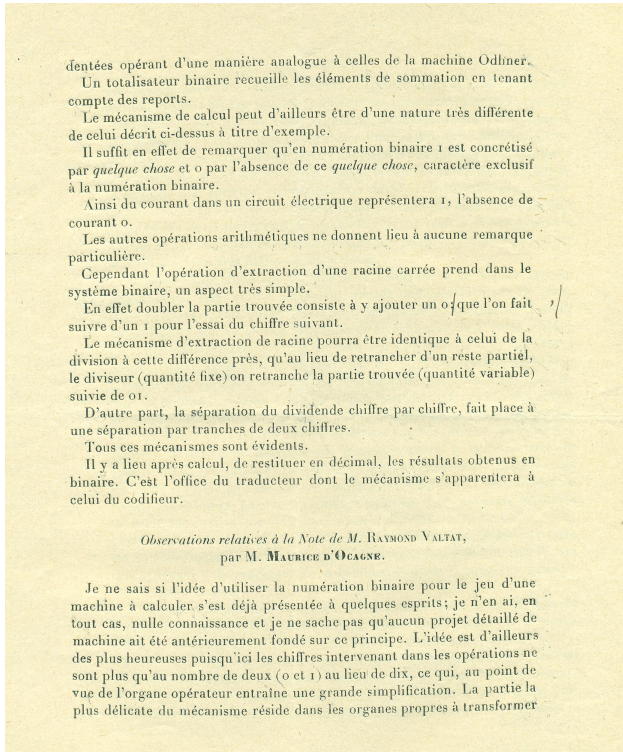 dentées opérant d'une manière analogue à celles de la machine Odhner.
Un totalisateur binaire recueille les éléments de sommation en tenant
compte des reports.
Le mécanisme de calcul peut d'ailleurs être d'une nature très différente
de celui décrit ci-dessus à titre d'exemple.
Il suffit en effet de remarquer qu'en numération binaire 1 est concrétisé
par quelque chose et 0 par l'absence de ce quelque chose, caractère exclusif
à la numération binaire.
Ainsi du courant dans un circuit électrique représentera 1, l'absence de
courant 0.
Les autres opérations arithmétiques ne donnent lieu à aucune remarque
particulière.
Cependant l'opération d'extraction d'une racine carrée prend dans le
système binaire, un aspect très simple.
En effet doubler la partie trouvée consiste à y ajouter un 0; que l'on fait ,/
suivre d'un 1 pour l'essai du chiffre suivant.
Le mécanisme d'extraction de racine pourra être identique à celui de la
division à cette différence près, qu'au lieu de retrancher d'un reste partiel,
le diviseur (quantité fixe) on retranche la partie trouvée (quantité variable)
suivie de 01.
D'autre part, la séparation du dividende chiffre par chiffre, fait place à
une séparation par tranches de deux chiffres.
Tous ces mécanismes sont évidents.
Il y a lieu après calcul, de restituer en décimal, les résultats obtenus en
binaire. C'est l'office du traducteur dont le mécanisme s'apparentera à
celui du codifieur.
Observations relatives à la Note de M. RAYMOND VALTAT,
par M. MAURICE D'OCAGNE.
Je ne sais si l'idée d'utiliser la numération binaire pour le jeu d'une
machine à calculer s'est déjà présentée à quelques esprits; je n'en ai, en
tout cas, nulle connaissance et je ne sache pas qu'aucun projet détaillé de
machine ait été antérieurement fondé sur ce principe. L'idée est d'ailleurs
des plus heureuses puisqu'ici les chiffres intervenant dans les opérations ne
sont plus qu'au nombre de deux (0 et 1) au lieu de dix, ce qui, au point de
vue de l'organe opérateur entraîne une grande simplification. La partie la
plus délicate du mécanisme réside dans les organes propres à transformer